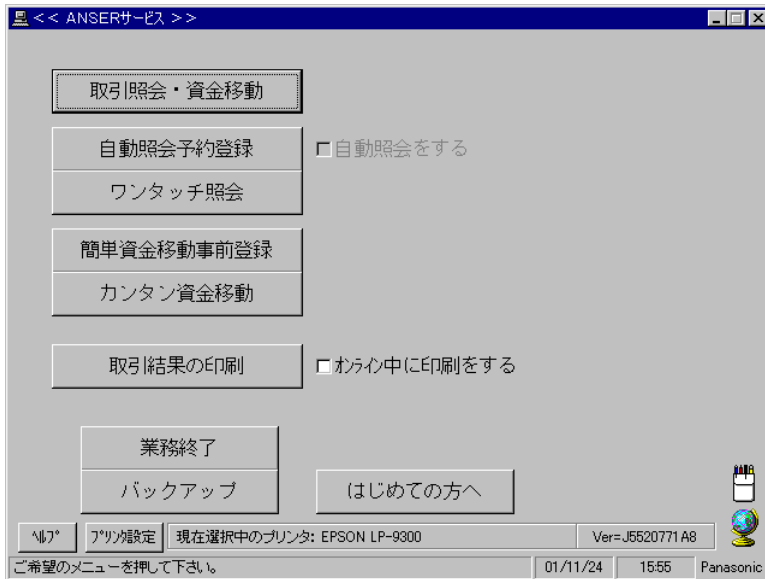 << ANSERｻｰﾋﾞｽ >>
取引照会・資金移動
自動照会予約登録
自動照会をする
ワンタッチ照会
簡単資金移動事前登録
カンタン資金移動
取引結果の印刷
ｵﾝﾗｲﾝ中に印刷をする
業務終了
バックアップ
はじめての方へ
ﾍﾙﾌﾟ
ﾌﾟﾘﾝﾀ設定
現在選択中のプリンタ: EPSON LP-9300
Ver=J5520771A8
ご希望のメニューを押して下さい。
01/11/24
15:55
Panasonic